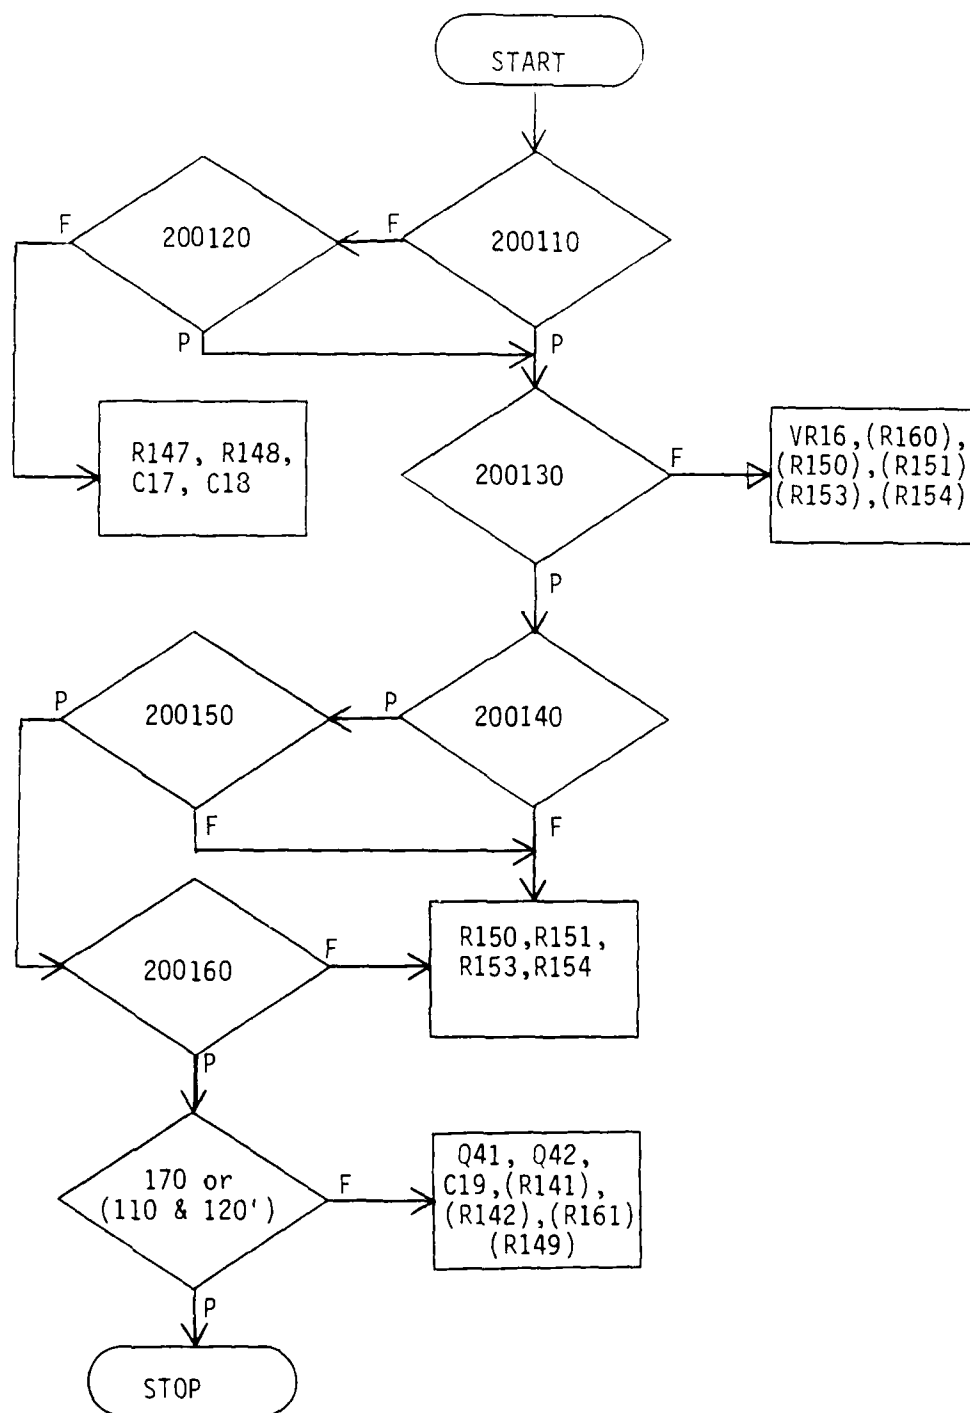 START
F
200120
F
200110
P
P
R147, R148,
C17, C18
200130
F
VR16,(R160),
(R150),(R151)
(R153),(R154)
P
P
200150
P
200140
F
F
200160
F
R150,R151,
R153,R154
P
170 or
(110 & 120')
F
Q41, Q42,
C19,(R141),
(R142),(R161)
(R149)
P
STOP